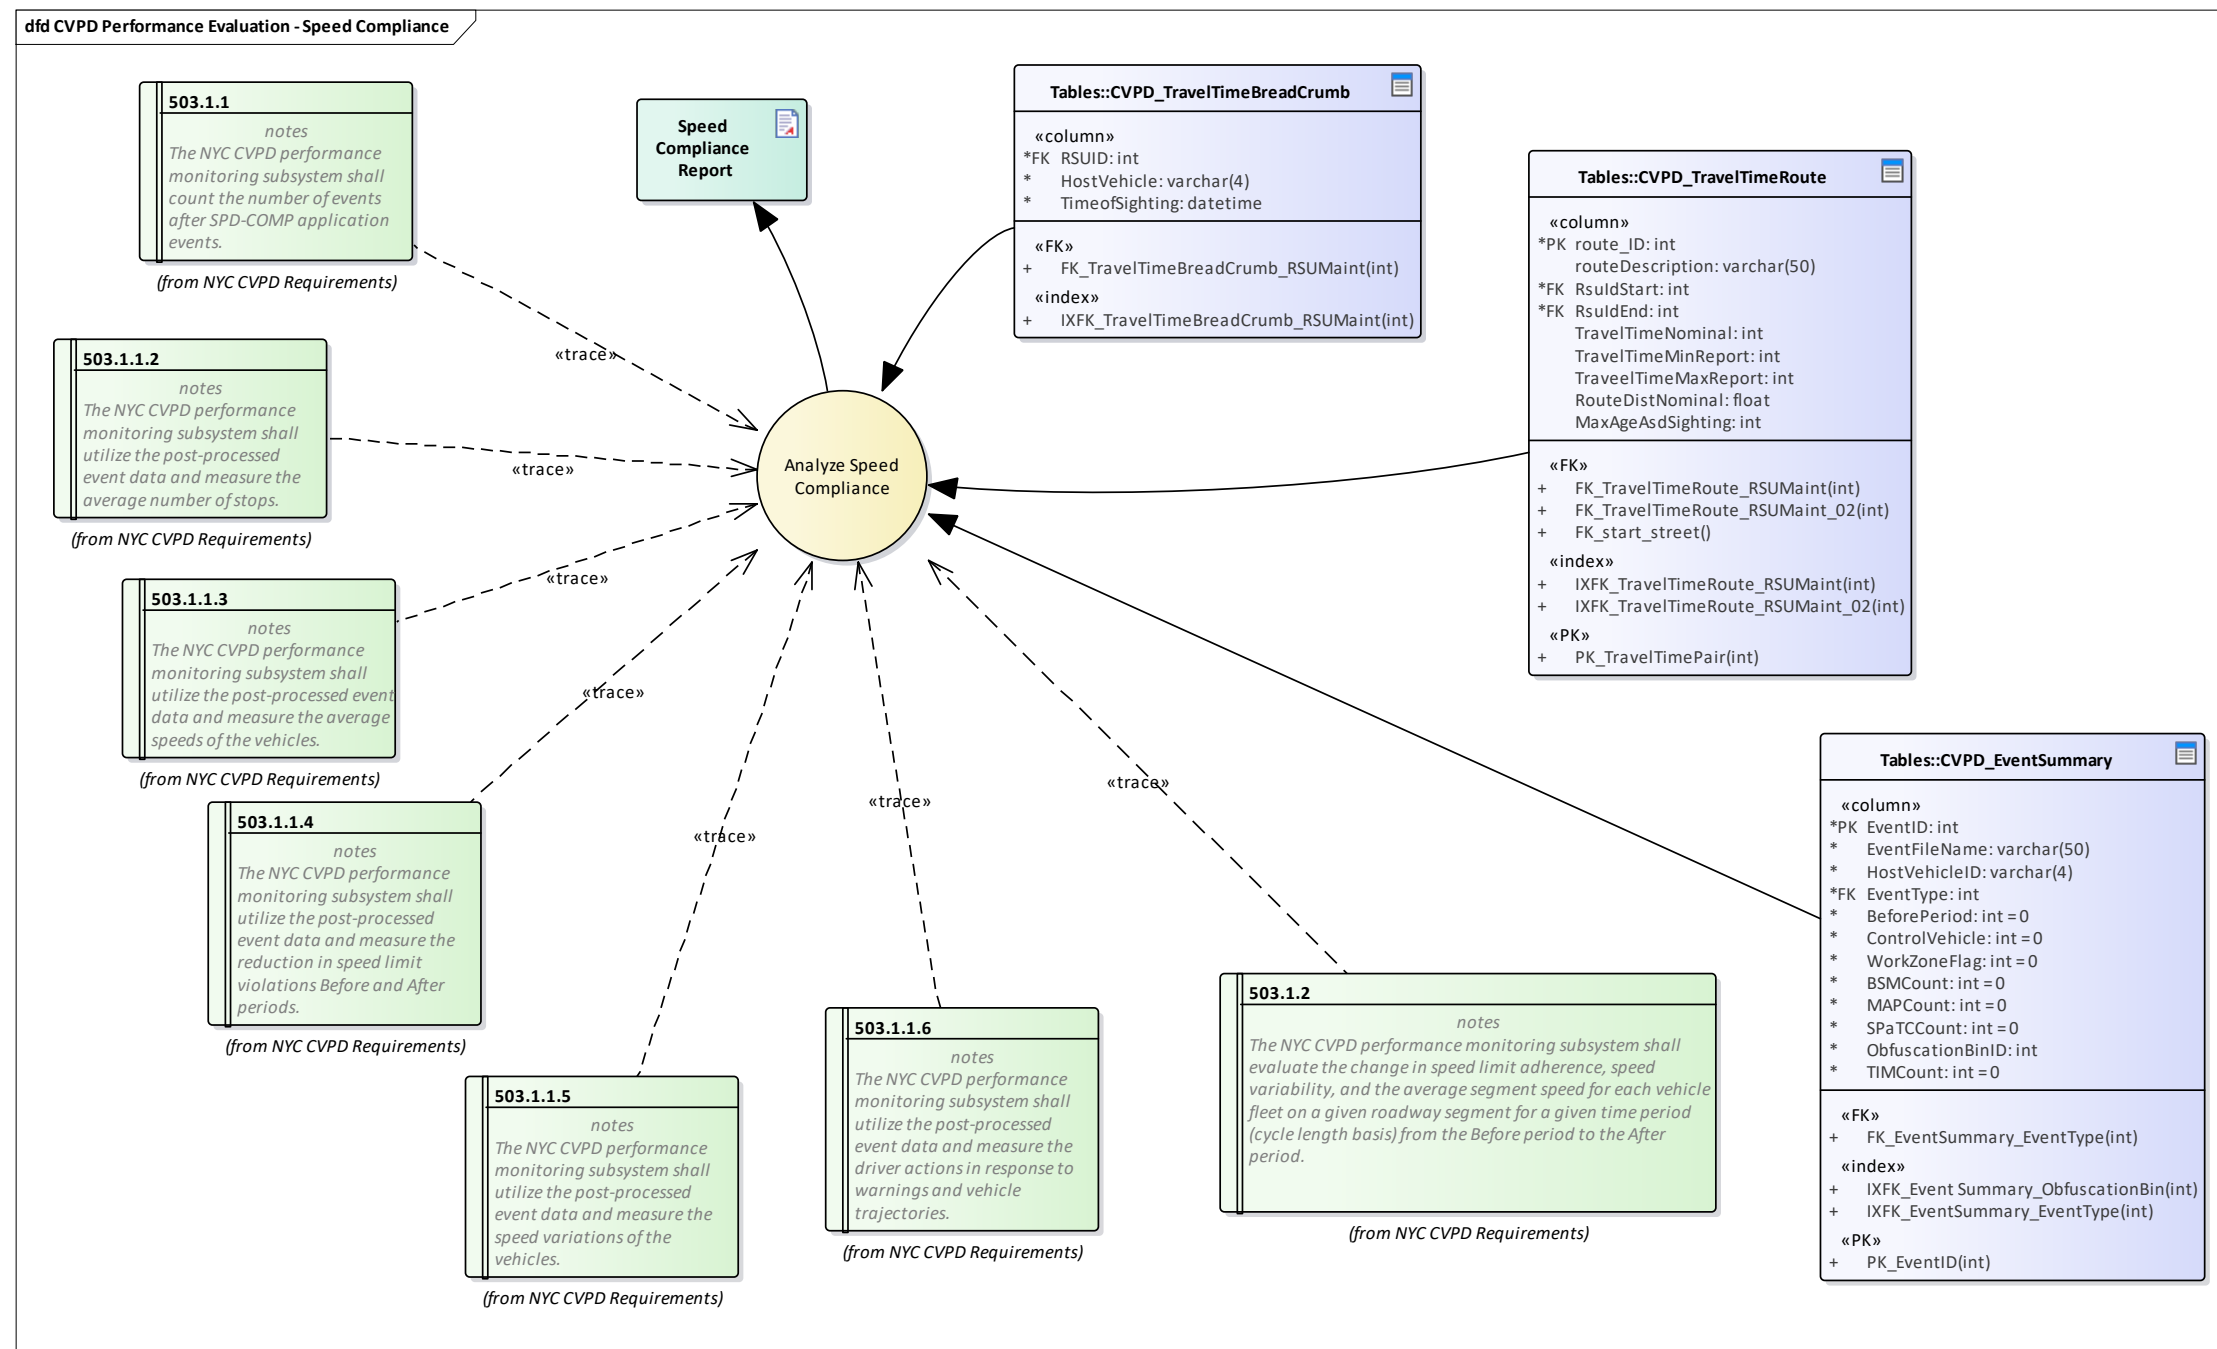 dfd CVPD Performance Evaluation - Speed Compliance
503.1.1
notes
The NYC CVPD performance
monitoring subsystem shall
count the number of events
after SPD-COMP application
events.
(from NYC CVPD Requirements)
Speed
Compliance
Report
Tables::CVPD_TravelTimeBreadCrumb
«column»
*FK RSUID: int
* HostVehicle: varchar(4)
* TimeofSighting: datetime
«FK»
+ FK_TravelTimeBreadCrumb_RSUMaint(int)
«index»
+ IXFK_TravelTimeBreadCrumb_RSUMaint(int)
Tables::CVPD_TravelTimeRoute
«column»
*PK route_ID: int
routeDescription: varchar(50)
*FK RsuIdStart: int
*FK RsuIdEnd: int
TravelTimeNominal: int
TravelTimeMinReport: int
TraveelTimeMaxReport: int
RouteDistNominal: float
MaxAgeAsdSighting: int
«FK»
+ FK_TravelTimeRoute_RSUMaint(int)
+ FK_TravelTimeRoute_RSUMaint_02(int)
+ FK_start_street()
«index»
+ IXFK_TravelTimeRoute_RSUMaint(int)
+ IXFK_TravelTimeRoute_RSUMaint_02(int)
«PK»
+ PK_TravelTimePair(int)
«trace»
503.1.1.2
notes
The NYC CVPD performance
monitoring subsystem shall
utilize the post-processed
event data and measure the
average number of stops.
(from NYC CVPD Requirements)
«trace»
Analyze Speed
Compliance
503.1.1.3
notes
The NYC CVPD performance
monitoring subsystem shall
utilize the post-processed event
data and measure the average
speeds of the vehicles.
(from NYC CVPD Requirements)
«trace»
503.1.1.4
notes
The NYC CVPD performance
monitoring subsystem shall
utilize the post-processed
event data and measure the
reduction in speed limit
violations Before and After
periods.
(from NYC CVPD Requirements)
«trace»
503.1.1.5
notes
The NYC CVPD performance
monitoring subsystem shall
utilize the post-processed
event data and measure the
speed variations of the
vehicles.
(from NYC CVPD Requirements)
«trace»
503.1.1.6
notes
The NYC CVPD performance
monitoring subsystem shall
utilize the post-processed
event data and measure the
driver actions in response to
warnings and vehicle
trajectories.
(from NYC CVPD Requirements)
«trace»
503.1.2
notes
The NYC CVPD performance monitoring subsystem shall
evaluate the change in speed limit adherence, speed
variability, and the average segment speed for each vehicle
fleet on a given roadway segment for a given time period
(cycle length basis) from the Before period to the After
period.
(from NYC CVPD Requirements)
«trace»
Tables::CVPD_EventSummary
«column»
*PK EventID: int
* EventFileName: varchar(50)
* HostVehicleID: varchar(4)
*FK EventType: int
* BeforePeriod: int = 0
* ControlVehicle: int = 0
* WorkZoneFlag: int = 0
* BSMCount: int = 0
* MAPCount: int = 0
* SPaTCCount: int = 0
* ObfuscationBinID: int
* TIMCount: int = 0
«FK»
+ FK_EventSummary_EventType(int)
«index»
+ IXFK_Event Summary_ObfuscationBin(int)
+ IXFK_EventSummary_EventType(int)
«PK»
+ PK_EventID(int)